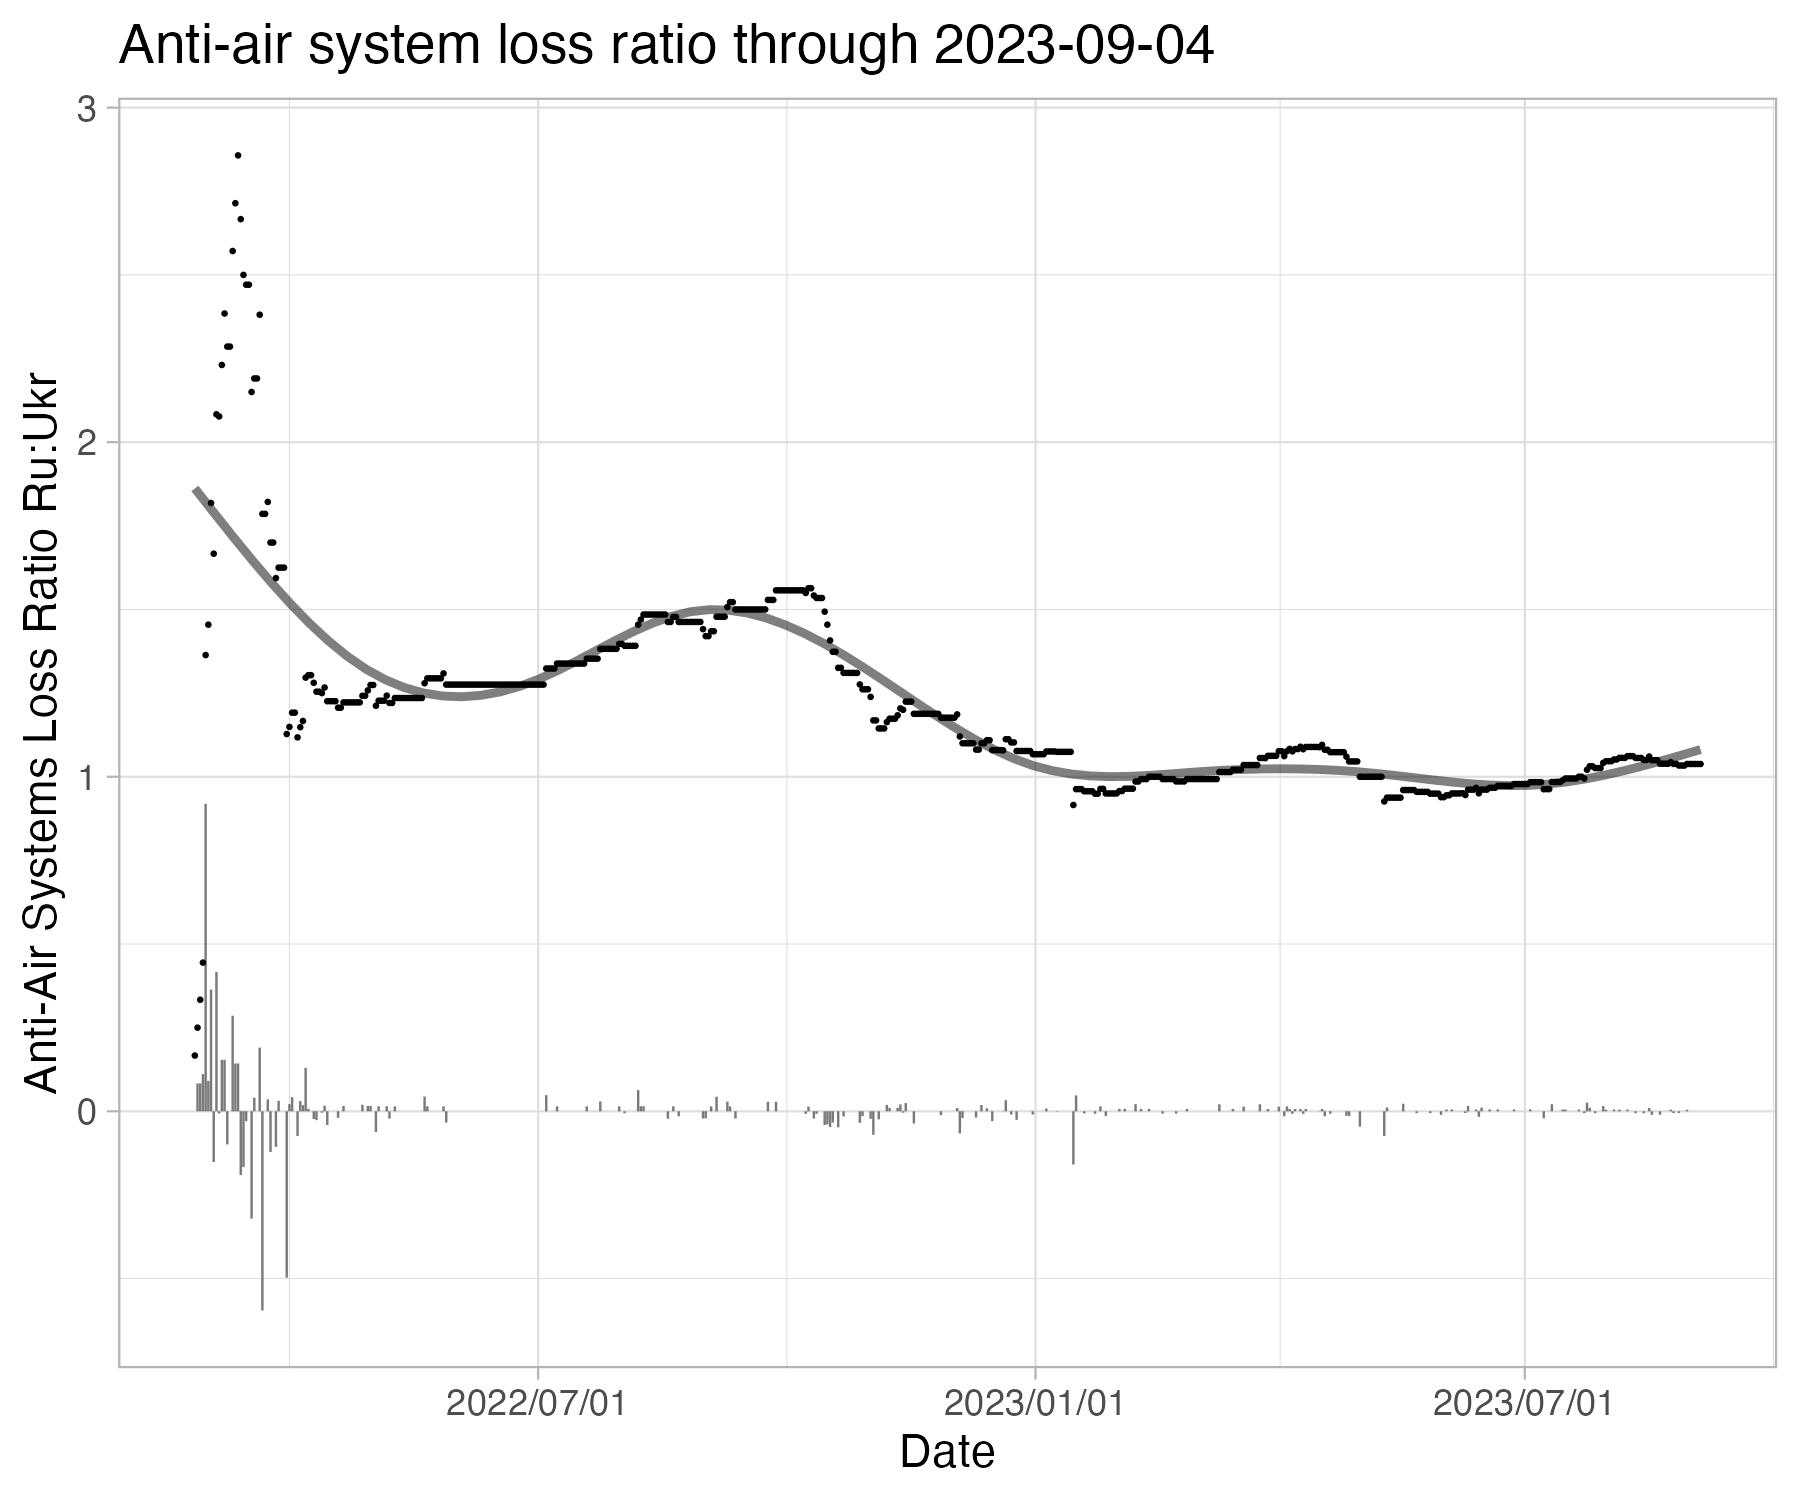 Anti-air system loss ratio through 2023-09-04
Anti-Air Systems Loss Ratio Ru:Ukr
3
2
1
0
2022/07/01
2023/01/01
2023/07/01
Date